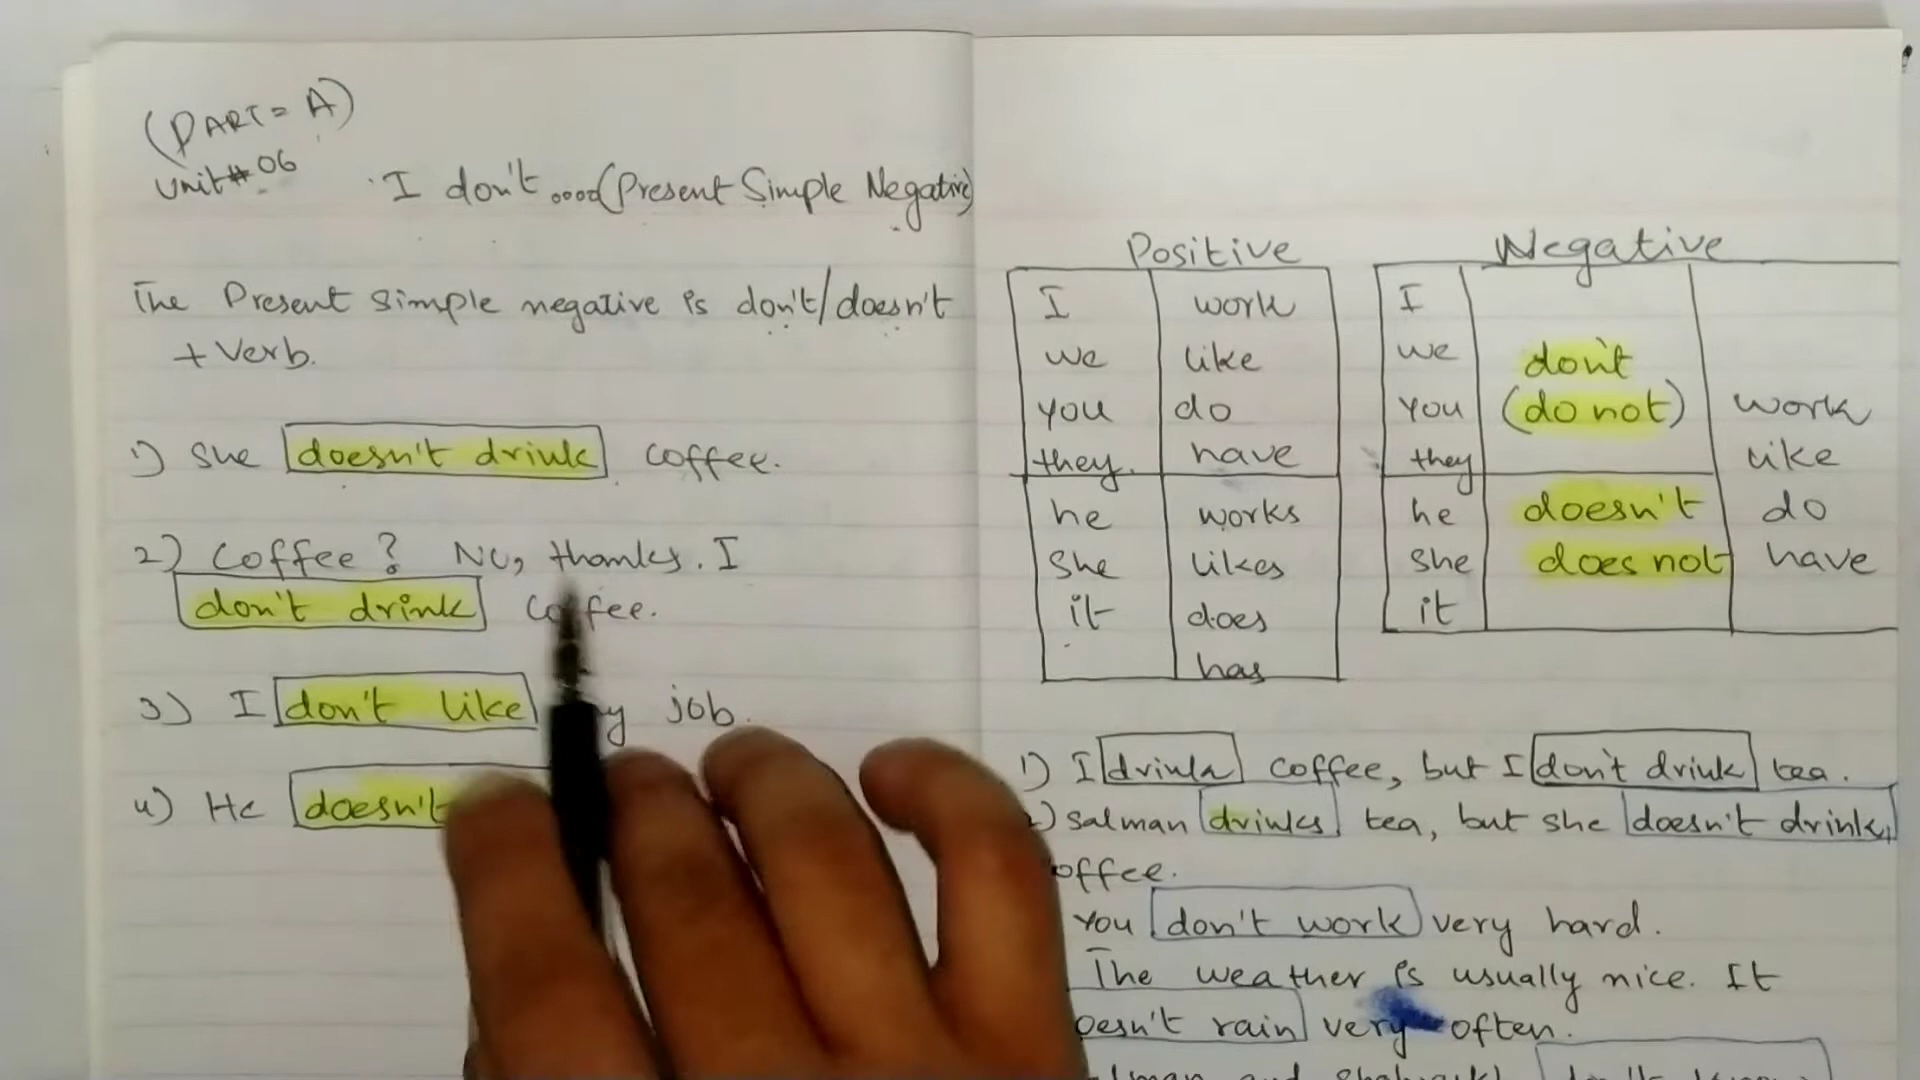 (PART = A)
Unit # 06
I don't ....(Present Simple Negative)
The Present simple negative is don't/doesn't
+ Verb.
1) She doesn't drink coffee.
2) Coffee? No, thanks. I
don't drink coffee.
3) I don't like my job.
4) He doesn't
Positive
I work
we like
you do
they. have
he works
She likes
it does
has
Negative
I
we don't
you (do not) work
they like
he doesn't do
she does not have
it
1) I drink coffee, but I don't drink tea.
2) Salman drinks tea, but she doesn't drink
offee.
You don't work very hard.
The weather is usually nice. It
oesn't rain very often.